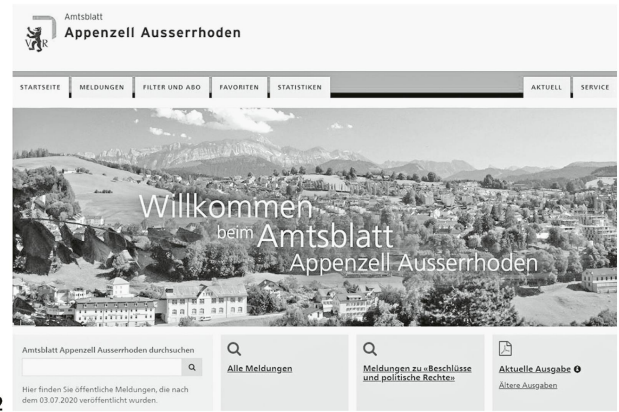 Amtsblatt
Appenzell Ausserrhoden
VR
STARTSEITE MELDUNGEN FILTER UND ABO FAVORITEN STATISTIKEN AKTUELL SERVICE
Willkommen
beim Amtsblatt
Appenzell Ausserrhoden
Amtsblatt Appenzell Ausserrhoden durchsuchen
Hier finden Sie öffentliche Meldungen, die nach
dem 03.07.2020 veröffentlicht wurden.
Alle Meldungen
Meldungen zu «Beschlüsse
und politische Rechte»
Aktuelle Ausgabe
Ältere Ausgaben
2